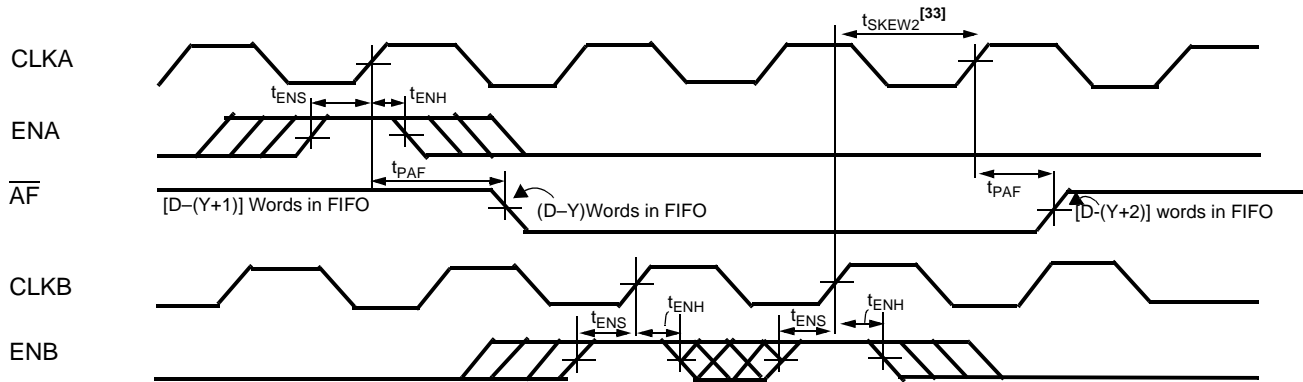 t_SKEW2 [33]
CLKA
t_ENS
t_ENH
ENA
t_PAF
t_PAF
AF
[D–(Y+1)] Words in FIFO
(D–Y)Words in FIFO
[D-(Y+2)] words in FIFO
CLKB
t_ENS
t_ENH
t_ENS
t_ENH
ENB